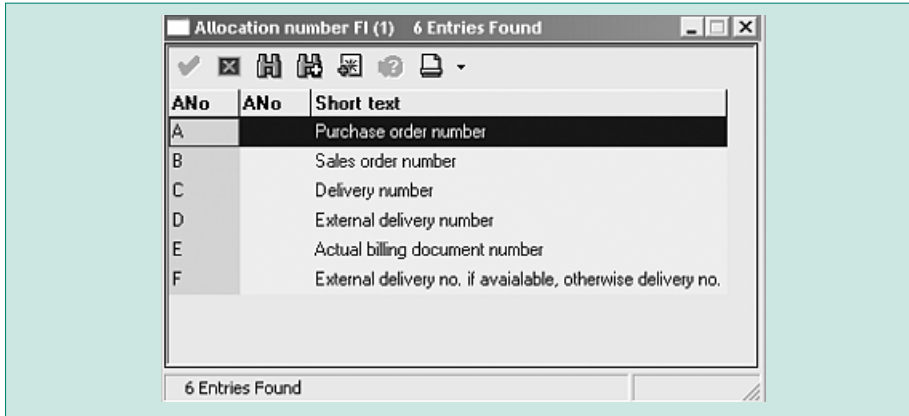 Allocation number FI (1) 6 Entries Found
ANo ANo Short text
A Purchase order number
B Sales order number
C Delivery number
D External delivery number
E Actual billing document number
F External delivery no. if avaialable, otherwise delivery no.
6 Entries Found